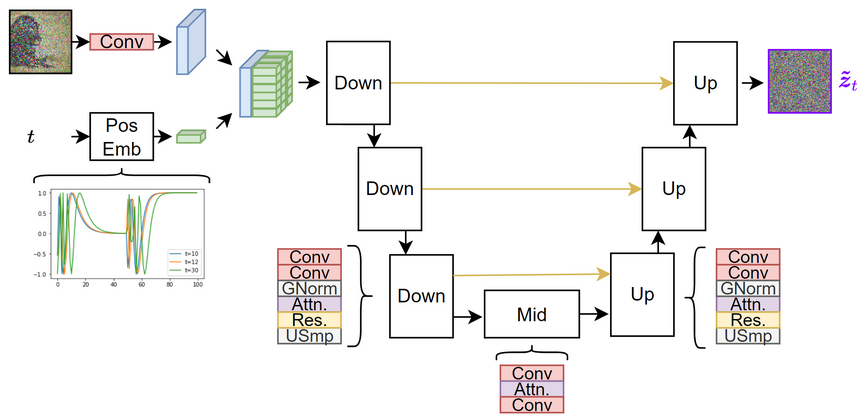 Conv
t
Pos
Emb
1.0
0.5
0.0
−0.5
−1.0
0
20
40
60
80
100
t=10
t=12
t=30
Down
Up
z̃t
Down
Up
Down
Mid
Up
Conv
Conv
GNorm
Attn.
Res.
USmp
Conv
Attn.
Conv
Conv
Conv
GNorm
Attn.
Res.
USmp